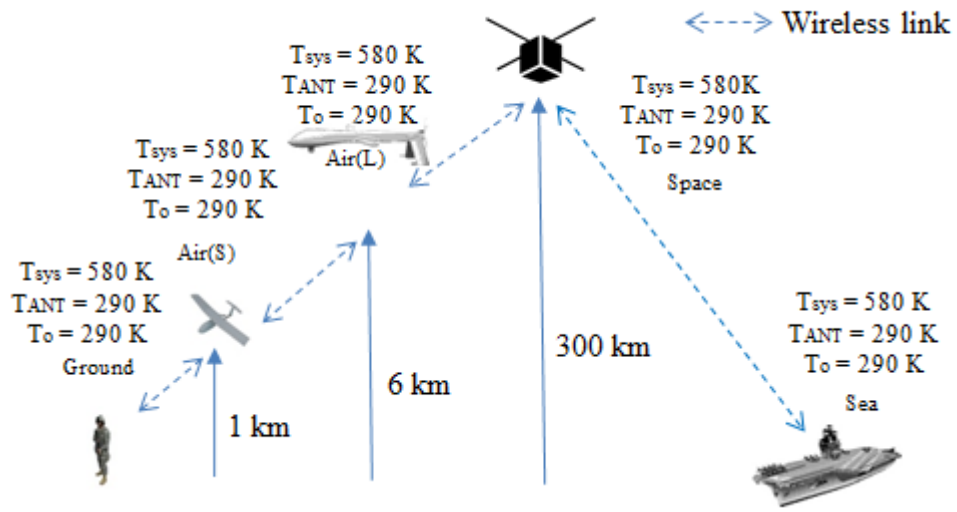 Wireless link
Tsys = 580 K
TANT = 290 K
To = 290 K
Air(L)
Tsys = 580K
TANT = 290 K
To = 290 K
Space
Tsys = 580 K
TANT = 290 K
To = 290 K
Air(S)
Tsys = 580 K
TANT = 290 K
To = 290 K
Ground
1 km
6 km
300 km
Tsys = 580 K
TANT = 290 K
To = 290 K
Sea